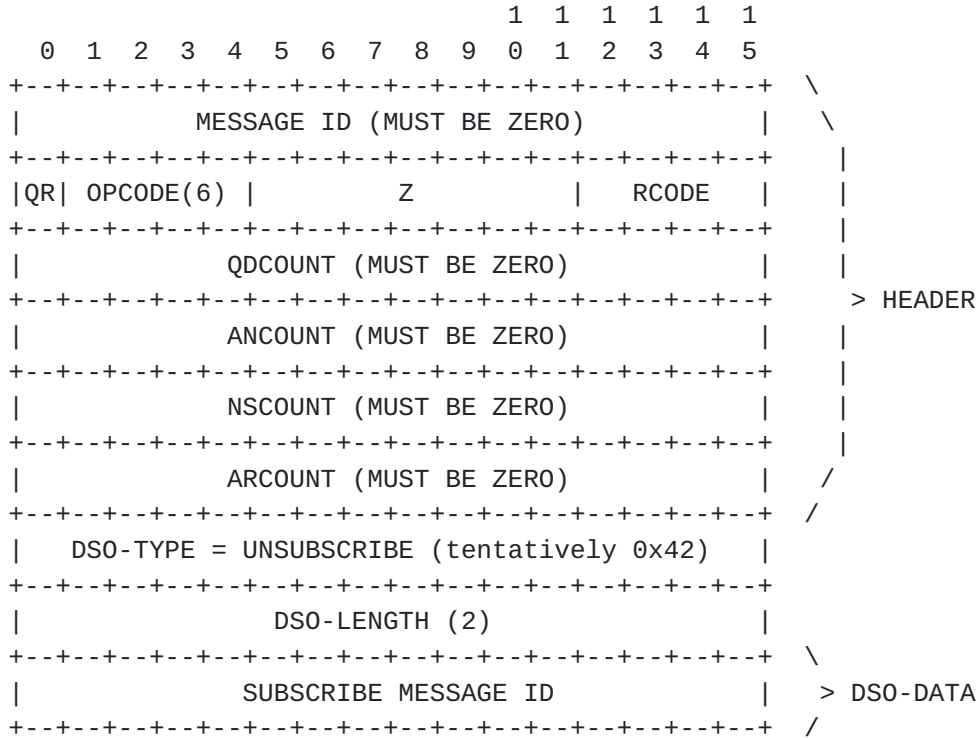 1  1  1  1  1  1
  0  1  2  3  4  5  6  7  8  9  0  1  2  3  4  5
+--+--+--+--+--+--+--+--+--+--+--+--+--+--+--+--+  \
|           MESSAGE ID (MUST BE ZERO)           |   \
+--+--+--+--+--+--+--+--+--+--+--+--+--+--+--+--+    |
|QR| OPCODE(6) |         Z          |   RCODE   |    |
+--+--+--+--+--+--+--+--+--+--+--+--+--+--+--+--+    |
|             QDCOUNT (MUST BE ZERO)            |    |
+--+--+--+--+--+--+--+--+--+--+--+--+--+--+--+--+     > HEADER
|             ANCOUNT (MUST BE ZERO)            |    |
+--+--+--+--+--+--+--+--+--+--+--+--+--+--+--+--+    |
|             NSCOUNT (MUST BE ZERO)            |    |
+--+--+--+--+--+--+--+--+--+--+--+--+--+--+--+--+    |
|             ARCOUNT (MUST BE ZERO)            |   /
+--+--+--+--+--+--+--+--+--+--+--+--+--+--+--+--+  /
|   DSO-TYPE = UNSUBSCRIBE (tentatively 0x42)   |
+--+--+--+--+--+--+--+--+--+--+--+--+--+--+--+--+
|                DSO-LENGTH (2)                 |
+--+--+--+--+--+--+--+--+--+--+--+--+--+--+--+--+  \
|              SUBSCRIBE MESSAGE ID             |   > DSO-DATA
+--+--+--+--+--+--+--+--+--+--+--+--+--+--+--+--+  /